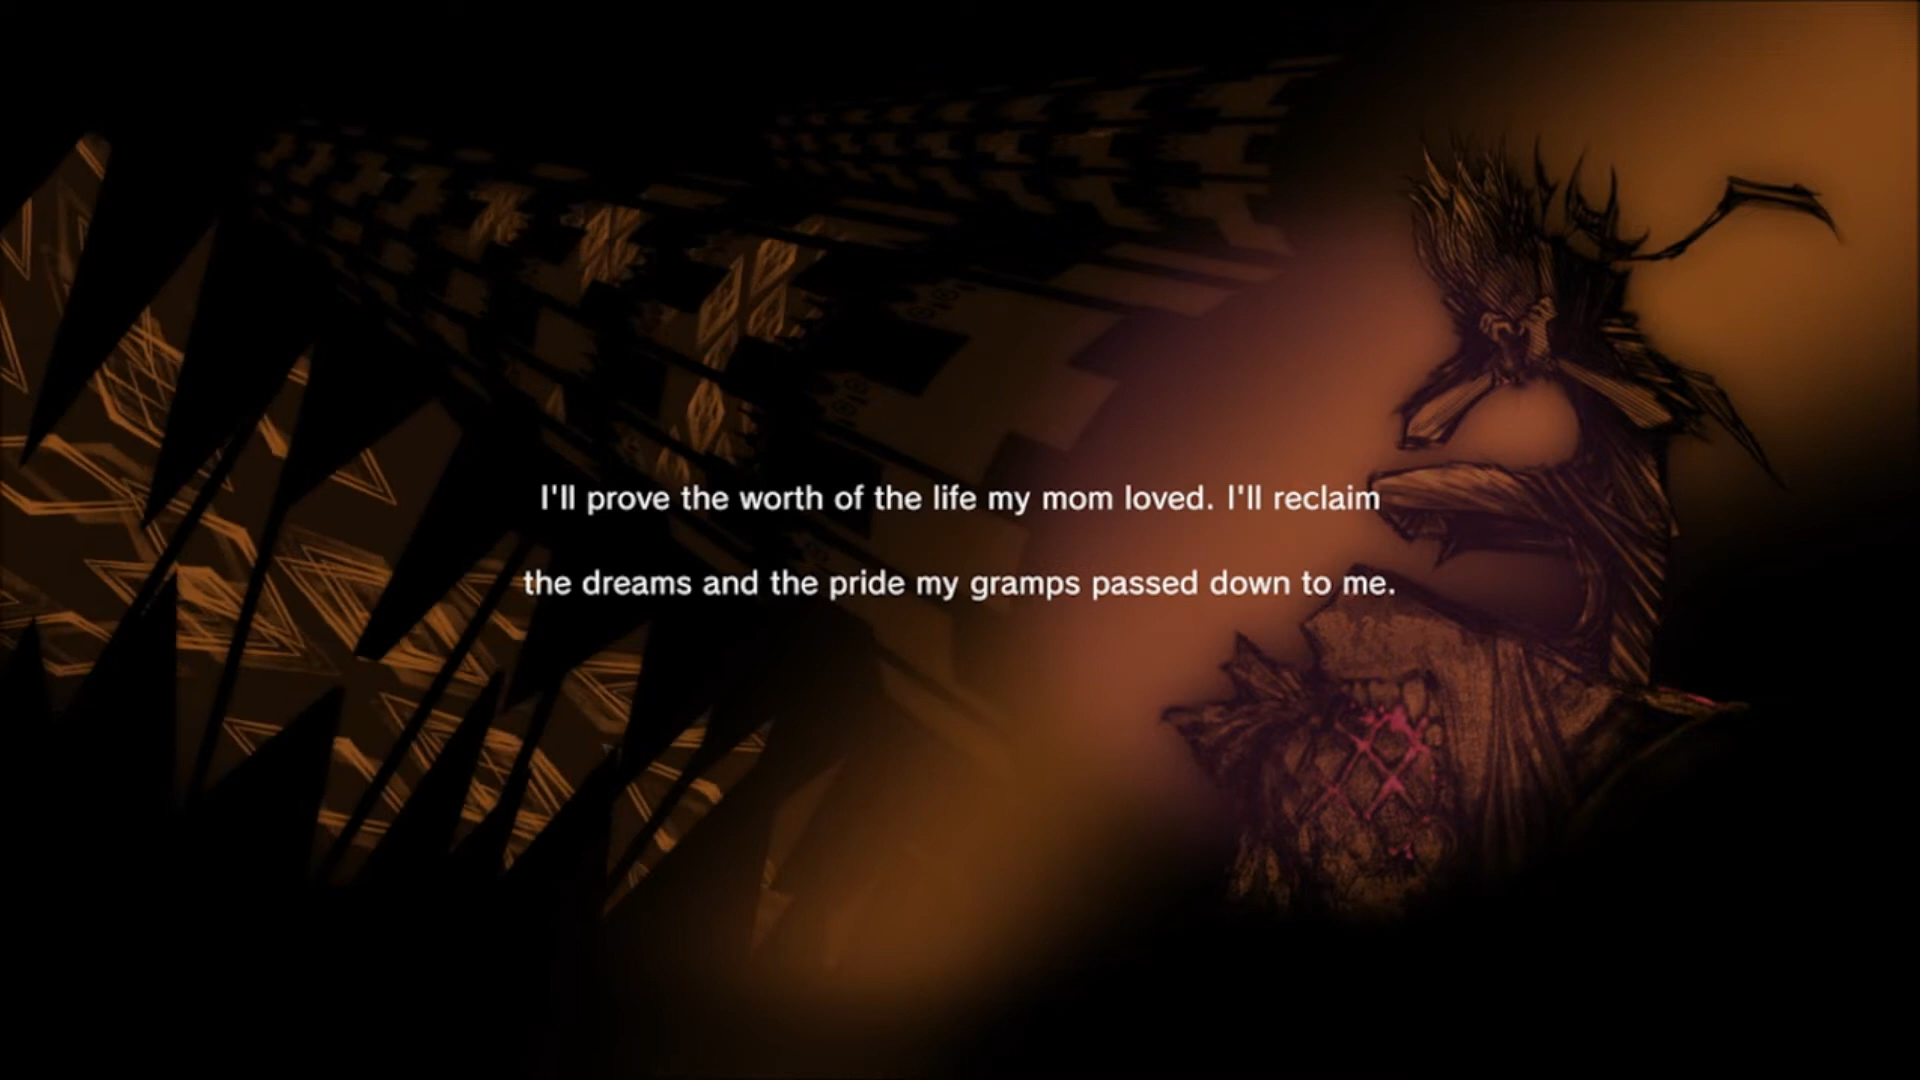 I'll prove the worth of the life my mom loved. I'll reclaim
the dreams and the pride my gramps passed down to me.